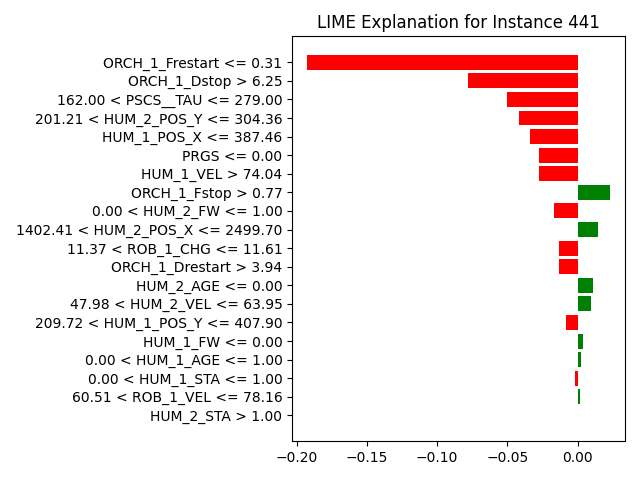 LIME Explanation for Instance 441
ORCH_1_Frestart <= 0.31
ORCH_1_Dstop > 6.25
162.00 < PSCS__TAU <= 279.00
201.21 < HUM_2_POS_Y <= 304.36
HUM_1_POS_X <= 387.46
PRGS <= 0.00
HUM_1_VEL > 74.04
ORCH_1_Fstop > 0.77
0.00 < HUM_2_FW <= 1.00
1402.41 < HUM_2_POS_X <= 2499.70
11.37 < ROB_1_CHG <= 11.61
ORCH_1_Drestart > 3.94
HUM_2_AGE <= 0.00
47.98 < HUM_2_VEL <= 63.95
209.72 < HUM_1_POS_Y <= 407.90
HUM_1_FW <= 0.00
0.00 < HUM_1_AGE <= 1.00
0.00 < HUM_1_STA <= 1.00
60.51 < ROB_1_VEL <= 78.16
HUM_2_STA > 1.00
−0.20 −0.15 −0.10 −0.05 0.00